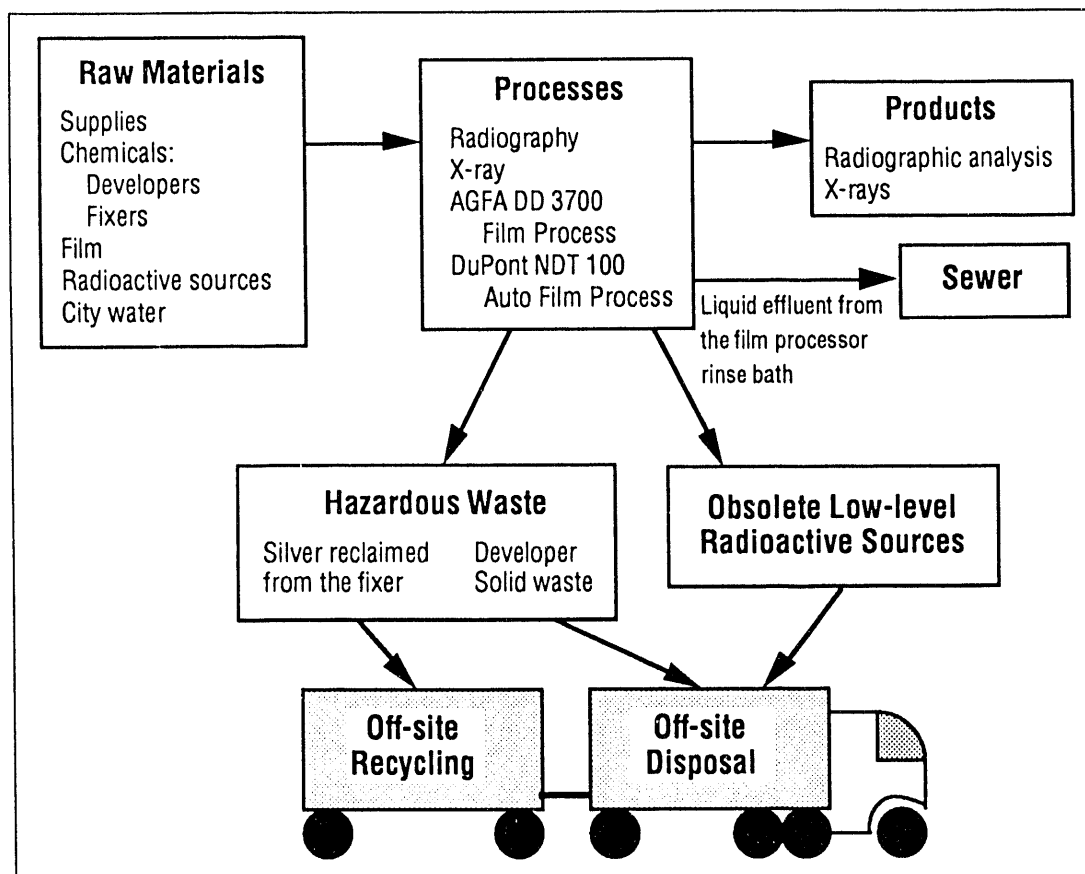 Raw Materials
Supplies
Chemicals:
Developers
Fixers
Film
Radioactive sources
City water
Processes
Radiography
X-ray
AGFA DD 3700
Film Process
DuPont NDT 100
Auto Film Process
Products
Radiographic analysis
X-rays
Sewer
Liquid effluent from
the film processor
rinse bath
Hazardous Waste
Silver reclaimed
from the fixer
Developer
Solid waste
Obsolete Low-level
Radioactive Sources
Off-site
Recycling
Off-site
Disposal